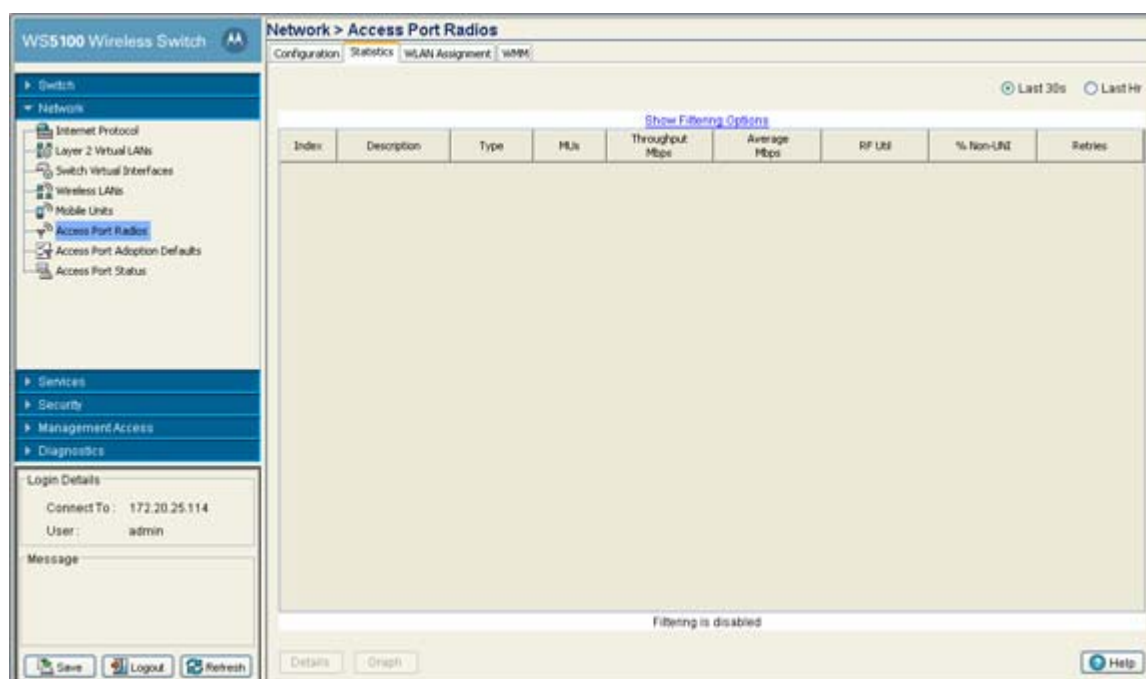 WS5100 Wireless Switch
Network > Access Port Radios
Configuration Statistics WLAN Assignment WMM
Switch
Network
Internet Protocol
Layer 2 Virtual LANs
Switch Virtual Interfaces
Wireless LANs
Mobile Units
Access Port Radios
Access Port Adoption Defaults
Access Port Status
Services
Security
Management Access
Diagnostics
Login Details
Connect To : 172.20.25.114
User : admin
Message
Save Logout Refresh
Last 30s Last Hr
Show Filtering Options
Index Description Type MUs Throughput Mbps Average Mbps RF Util % Non-UNI Retries
Filtering is disabled
Details Graph Help